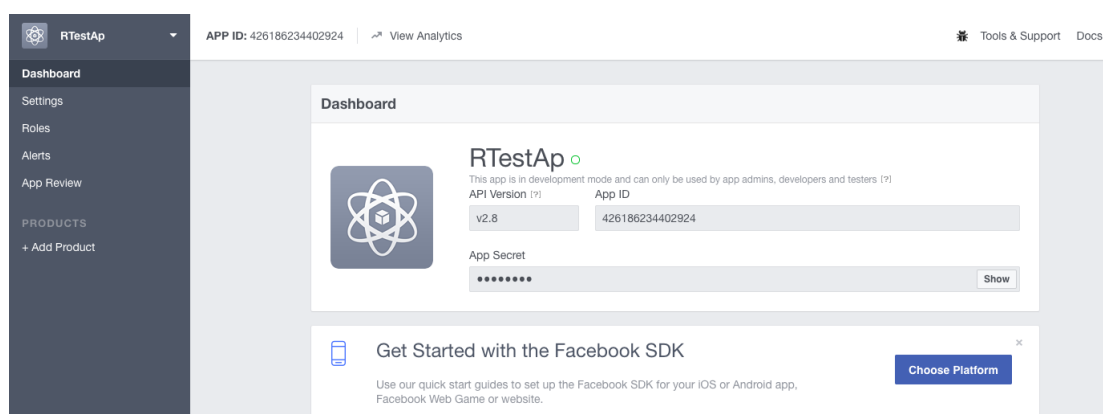 RTestAp
APP ID: 426186234402924
View Analytics
Tools & Support
Docs
Dashboard
Settings
Roles
Alerts
App Review
PRODUCTS
+ Add Product
Dashboard
RTestAp
This app is in development mode and can only be used by app admins, developers and testers [?]
API Version [?]
App ID
v2.8
426186234402924
App Secret
●●●●●●●●
Show
Get Started with the Facebook SDK
Use our quick start guides to set up the Facebook SDK for your iOS or Android app,
Facebook Web Game or website.
Choose Platform